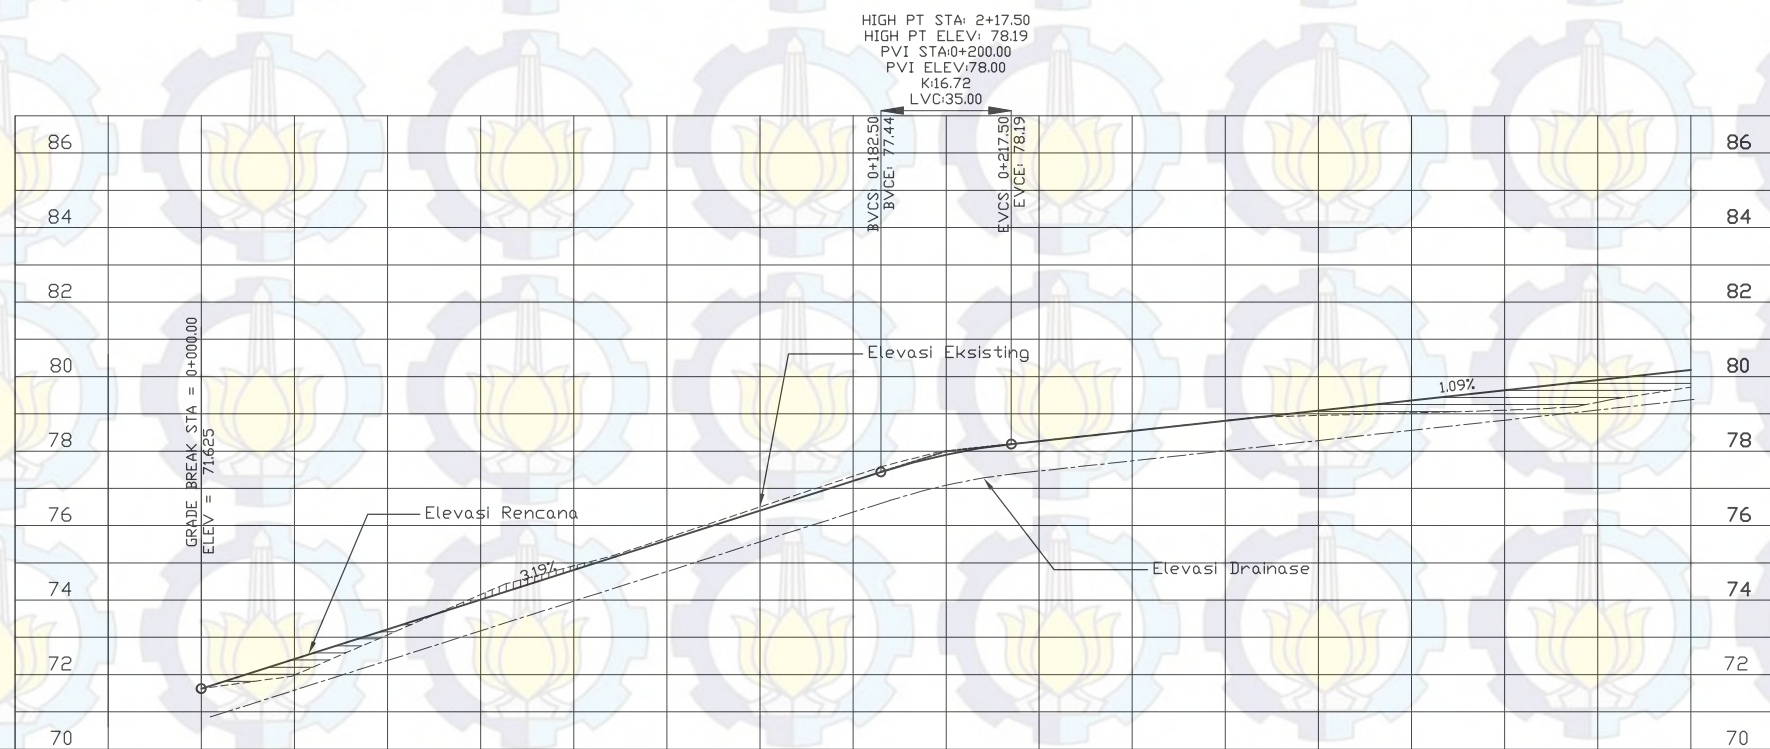 HIGH PT STA: 2+17.50
HIGH PT ELEV: 78.19
PVI STA:0+200.00
PVI ELEV:78.00
K:16.72
LVC:35.00
BVCS: 0+182.50
BVCE: 77.44
EVCS: 0+217.50
EVCE: 78.19
86
86
84
84
82
82
80
80
78
78
76
76
74
74
72
72
70
70
GRADE BREAK STA = 0+000.00
ELEV = 71.625
Elevasi Eksisting
1.09%
Elevasi Rencana
3.19%
Elevasi Drainase